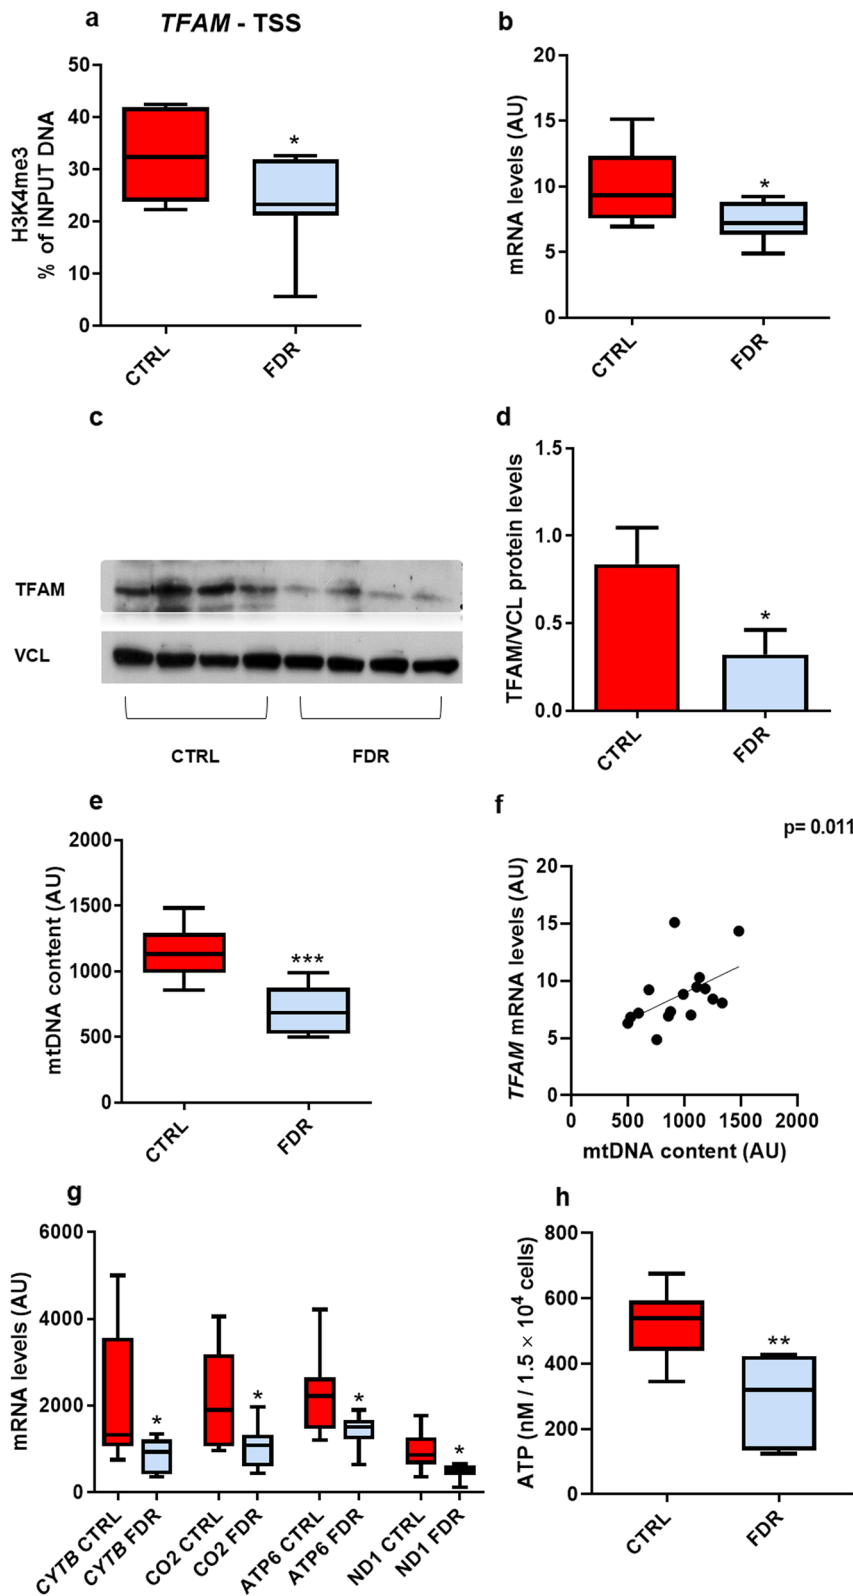 a
TFAM - TSS
H3K4me3
% of INPUT DNA
50
40
30
20
10
0
*
CTRL
FDR
b
mRNA levels (AU)
20
15
10
5
0
*
CTRL
FDR
c
TFAM
VCL
CTRL
FDR
d
TFAM/VCL protein levels
1.5
1.0
0.5
0.0
*
CTRL
FDR
e
mtDNA content (AU)
2000
1500
1000
500
0
***
CTRL
FDR
f
p= 0.011
TFAM mRNA levels (AU)
20
15
10
5
0
0 500 1000 1500 2000
mtDNA content (AU)
g
mRNA levels (AU)
6000
4000
2000
0
* * * *
CYTB CTRL
CYTB FDR
CO2 CTRL
CO2 FDR
ATP6 CTRL
ATP6 FDR
ND1 CTRL
ND1 FDR
h
ATP (nM / 1.5 × 10⁴ cells)
800
600
400
200
0
**
CTRL
FDR